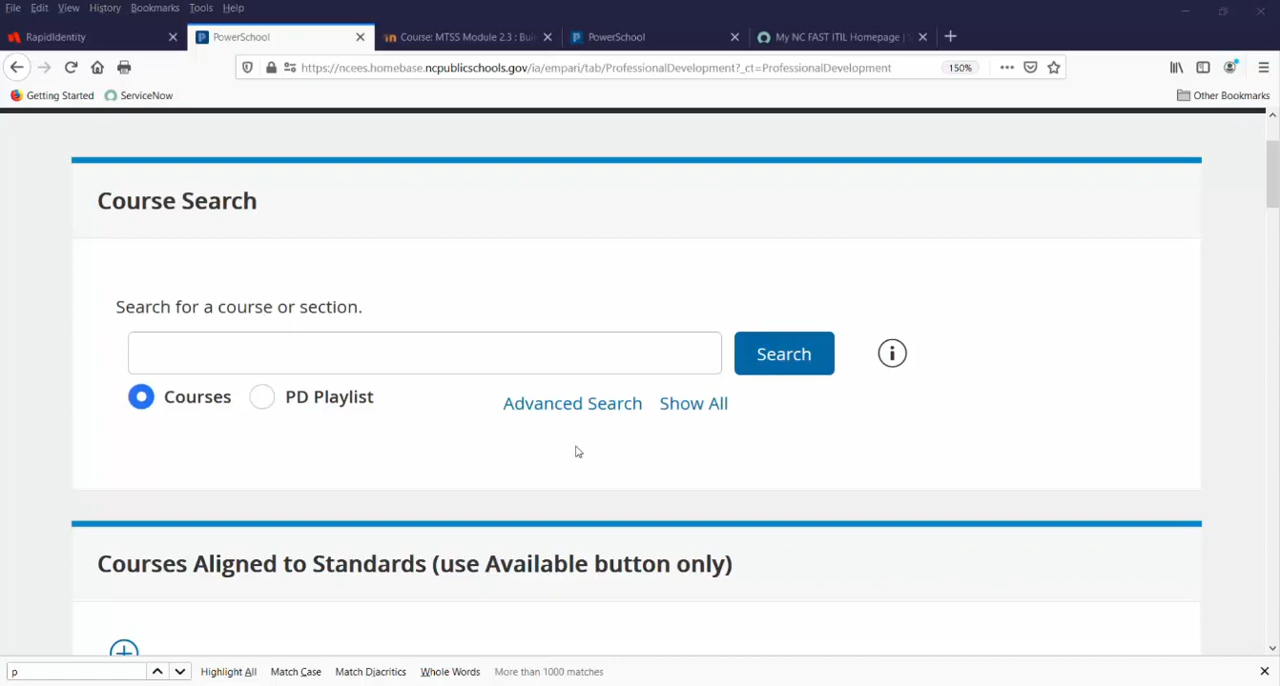 File Edit View History Bookmarks Tools Help
RapidIdentity PowerSchool Course: MTSS Module 2.3 : Buil PowerSchool My NC FAST ITIL Homepage |
https://ncees.homebase.ncpublicschools.gov/ia/empari/tab/ProfessionalDevelopment?_ct=ProfessionalDevelopment 150%
Getting Started ServiceNow Other Bookmarks
Course Search
Search for a course or section.
Search
Courses PD Playlist Advanced Search Show All
Courses Aligned to Standards (use Available button only)
p Highlight All Match Case Match Diacritics Whole Words More than 1000 matches